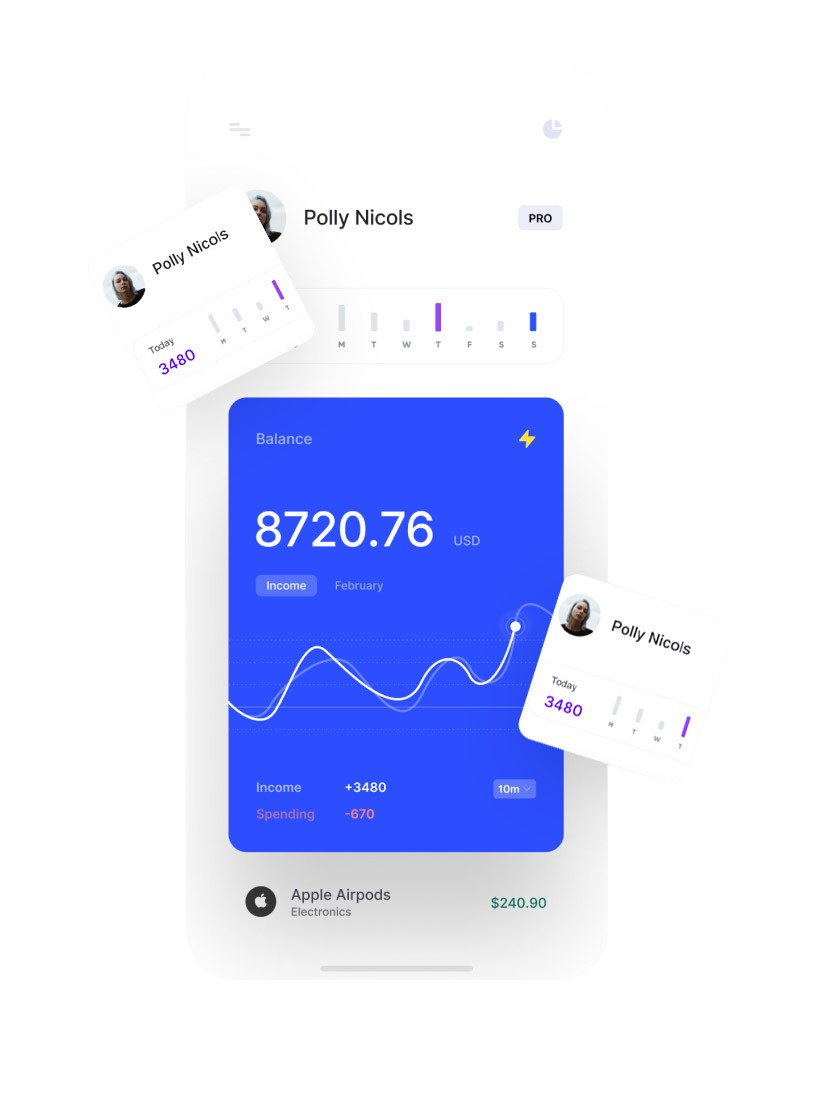 Polly Nicols
PRO
Polly Nicols
Today
3480
M T W T
M T W T F S S
Balance
8720.76 USD
Income February
Polly Nicols
Today
3480
M T W T
Income +3480 10m
Spending -670
Apple Airpods
Electronics
$240.90